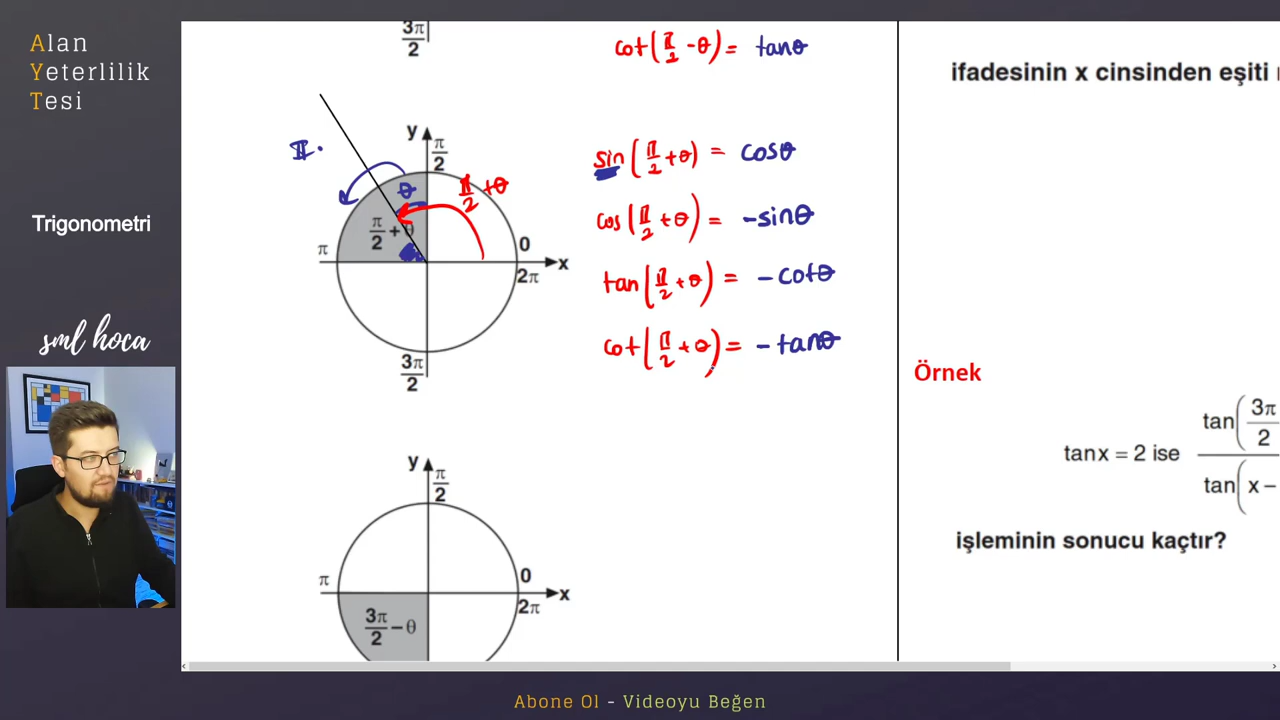 Alan
Yeterlilik
Tesi
Trigonometri
sml hoca
3π/2
cot(π/2 - θ) = tanθ
II.
y
π/2
θ
π/2 + θ
π/2 + θ
π
0
2π
x
3π/2
sin(π/2 + θ) = cosθ
cos(π/2 + θ) = -sinθ
tan(π/2 + θ) = -cotθ
cot(π/2 + θ) = -tanθ
y
π/2
π
0
2π
x
3π/2 - θ
ifadesinin x cinsinden eşiti
Örnek
tanx = 2 ise
tan(3π/2
tan(x -
işleminin sonucu kaçtır?
Abone Ol - Videoyu Beğen